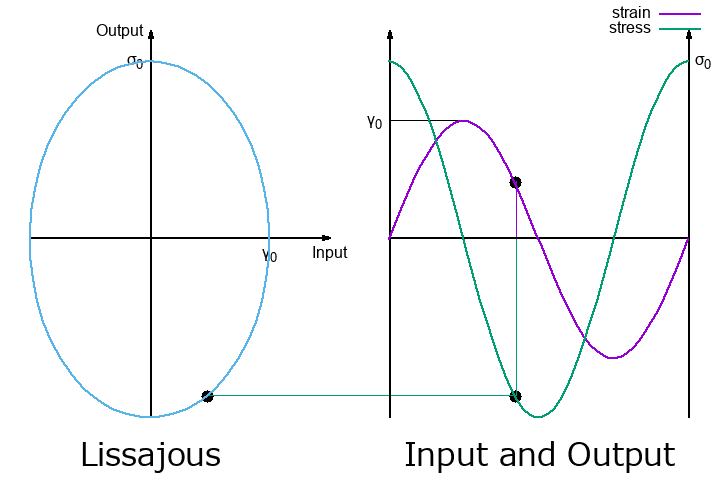 strain
stress
Output
σ0
σ0
γ0
γ0
Input
Lissajous
Input and Output